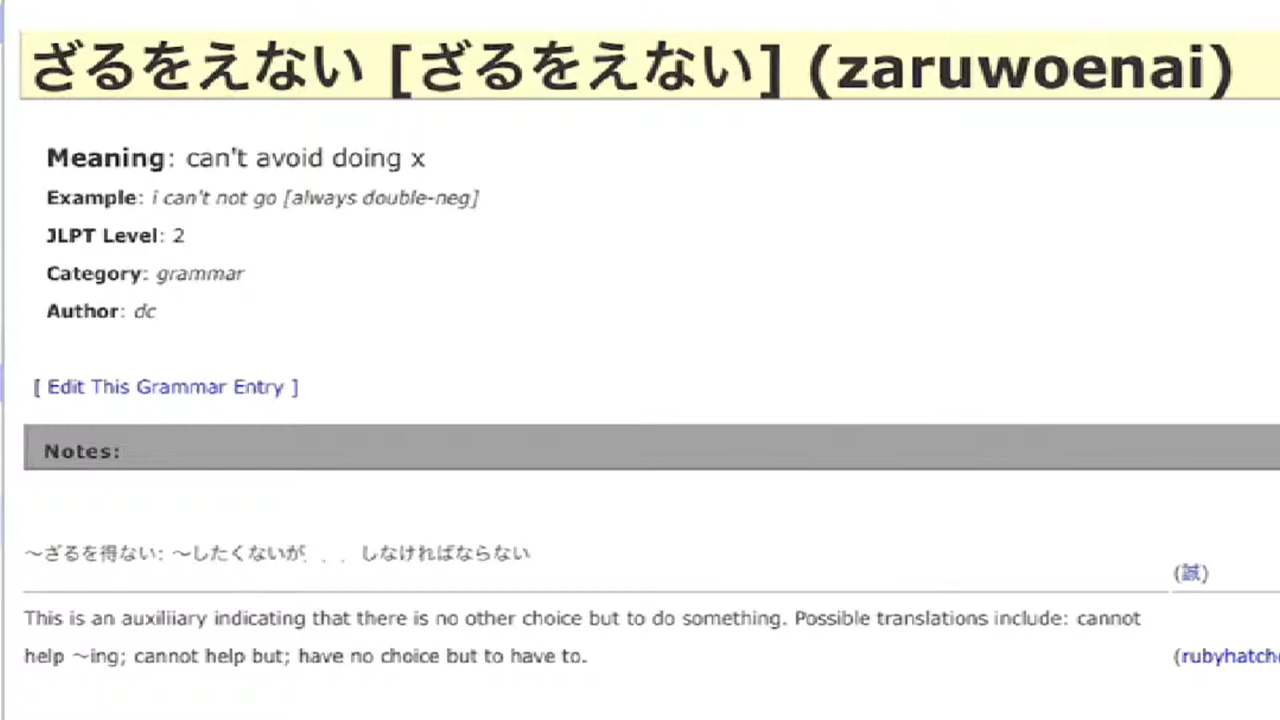 ざるをえない [ざるをえない] (zaruwoenai)
Meaning: can't avoid doing x
Example: i can't not go [always double-neg]
JLPT Level: 2
Category: grammar
Author: dc
[ Edit This Grammar Entry ]
Notes:
〜ざるを得ない: 〜したくないが．．．しなければならない
(誠)
This is an auxiliiary indicating that there is no other choice but to do something. Possible translations include: cannot
help 〜ing; cannot help but; have no choice but to have to.
(rubyhatch